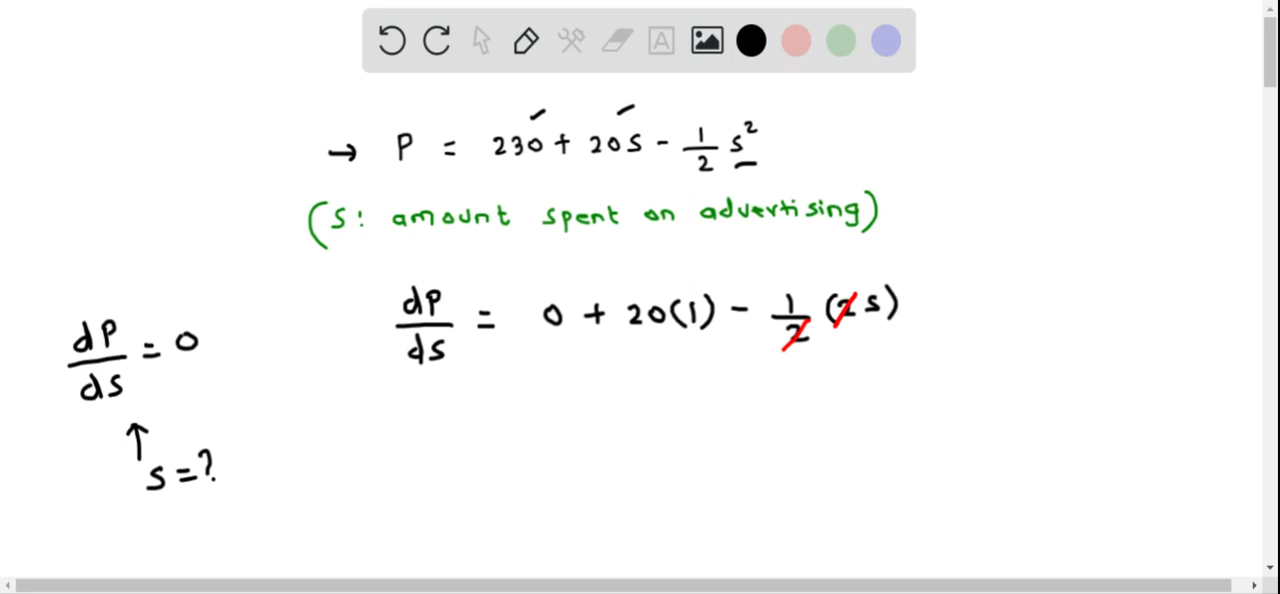 → P = 230 + 20s - 1/2 s²
(s: amount spent on advertising)
dP/ds = 0 + 20(1) - 1/2 (2s)
dP/ds = 0
↑ s = ?